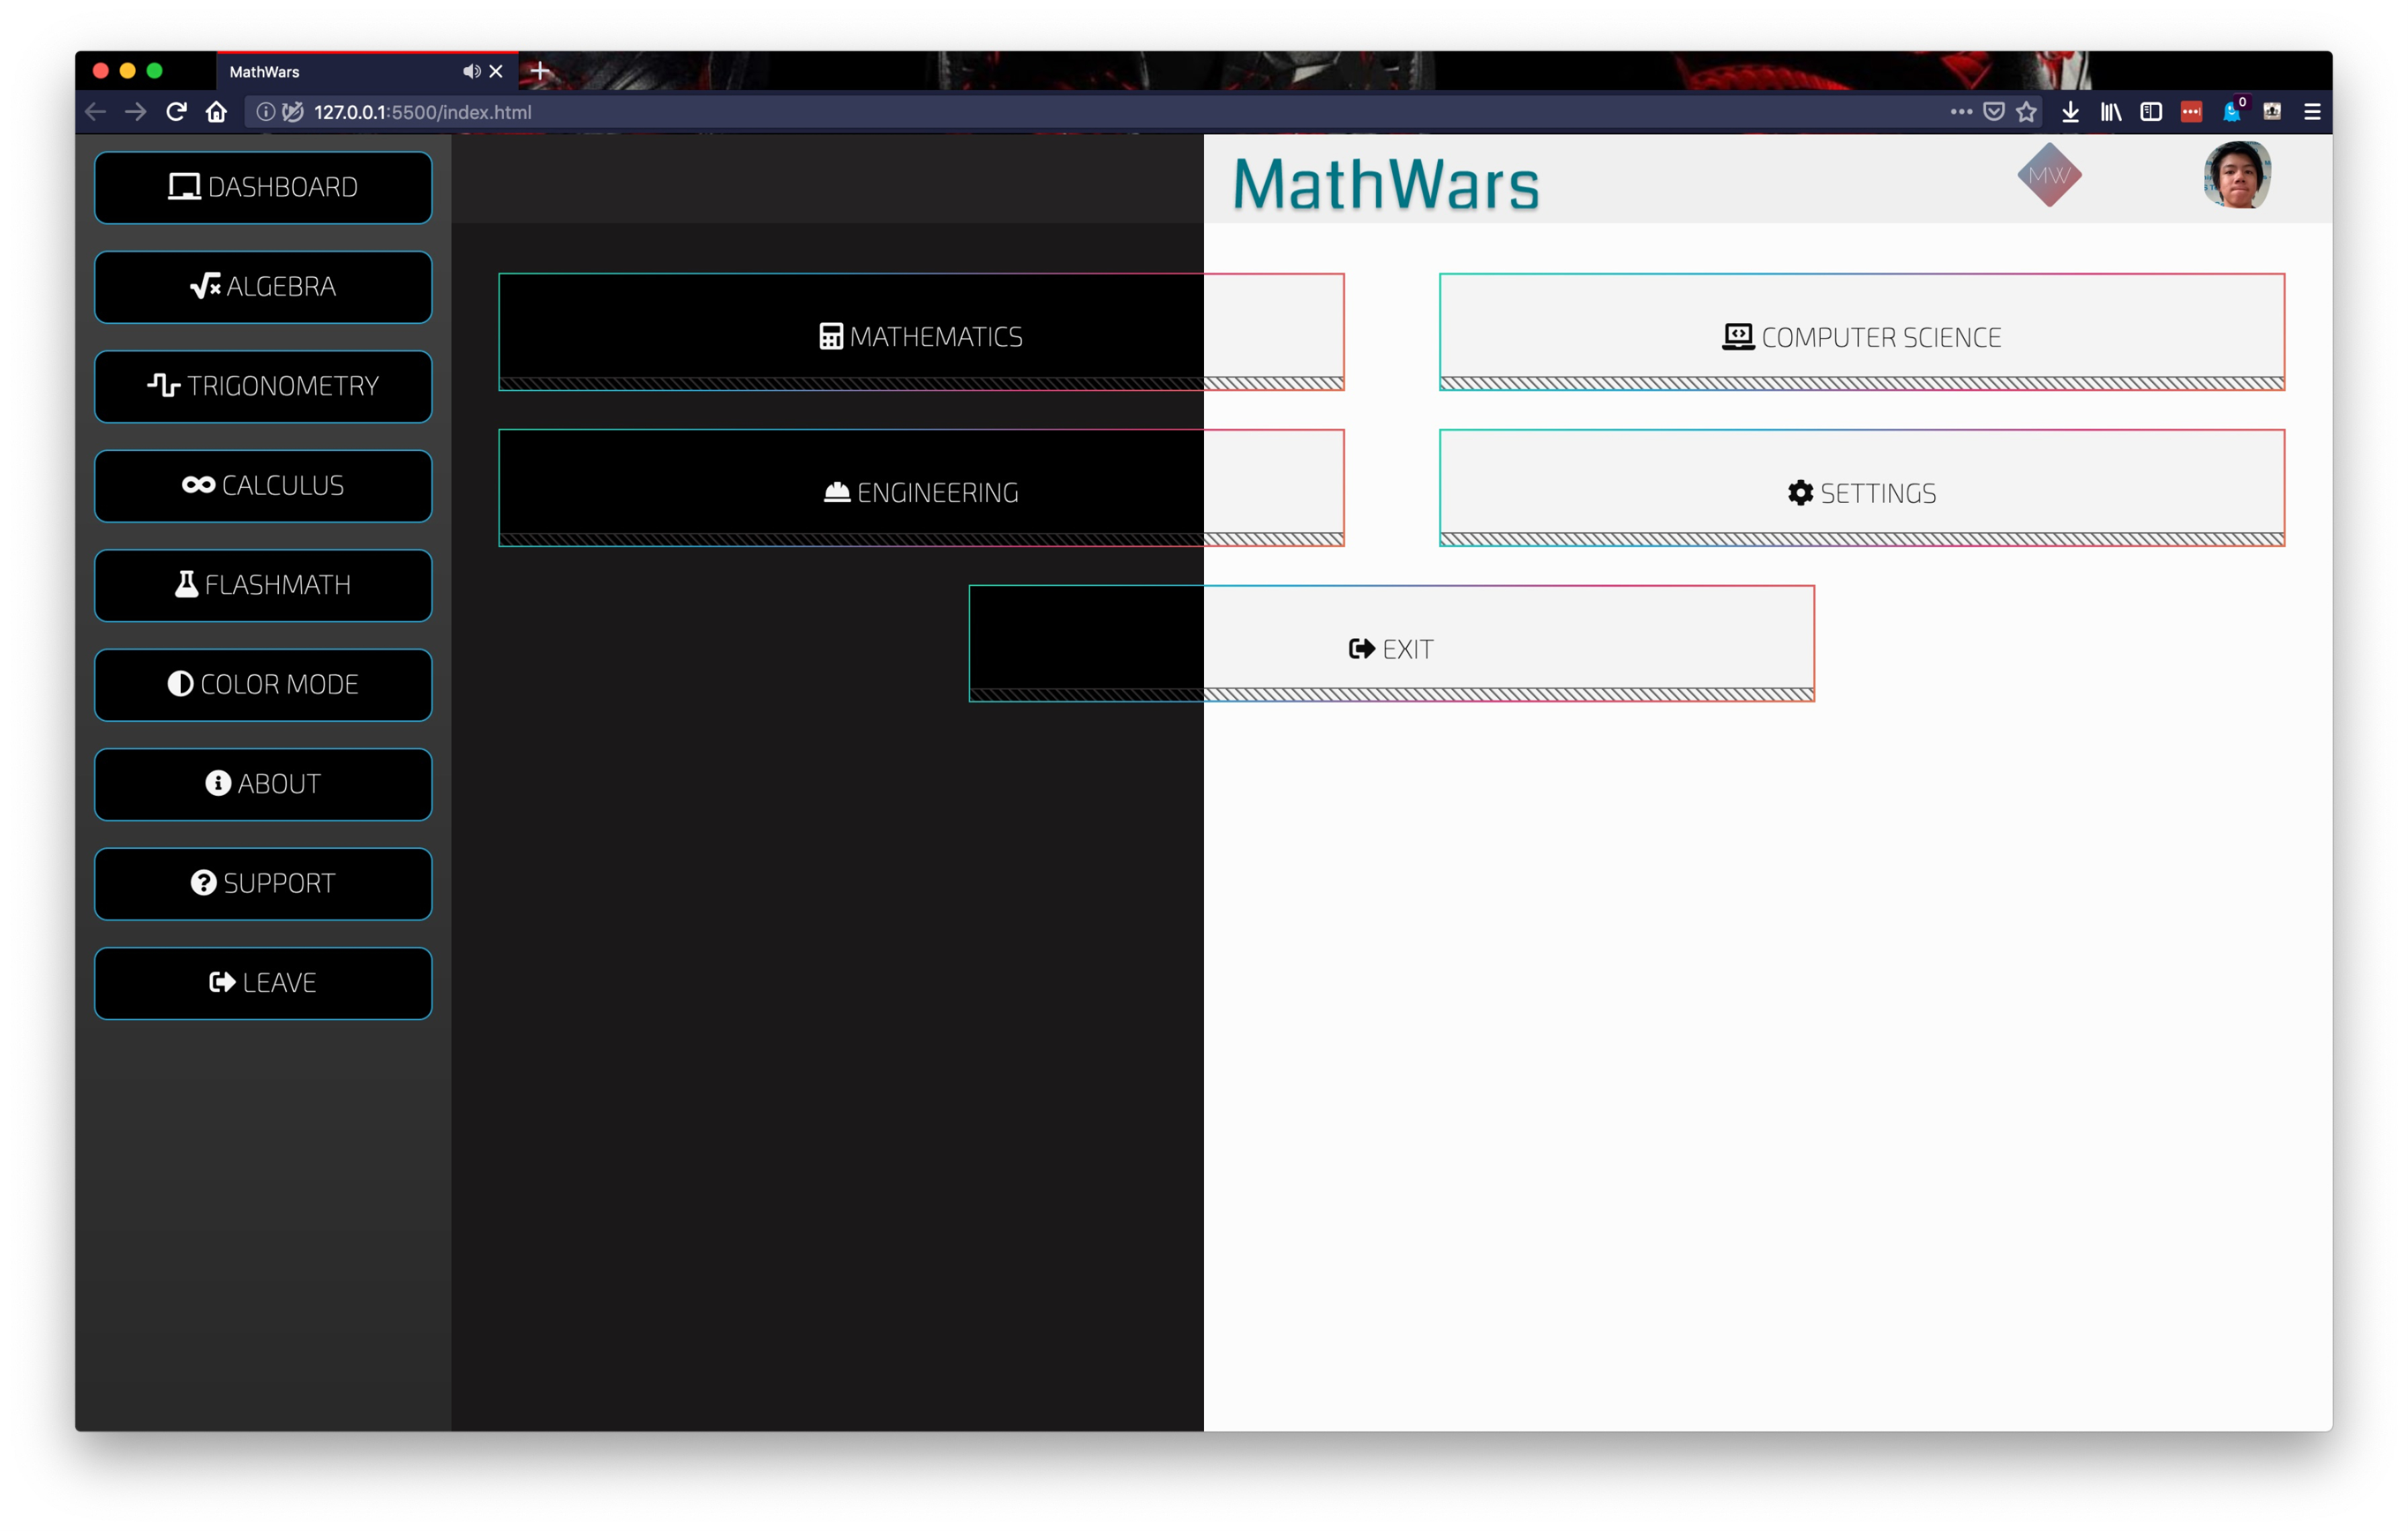 MathWars
127.0.0.1:5500/index.html
0
DASHBOARD
ALGEBRA
TRIGONOMETRY
CALCULUS
FLASHMATH
COLOR MODE
ABOUT
SUPPORT
LEAVE
MathWars
MW
MATHEMATICS
COMPUTER SCIENCE
ENGINEERING
SETTINGS
EXIT